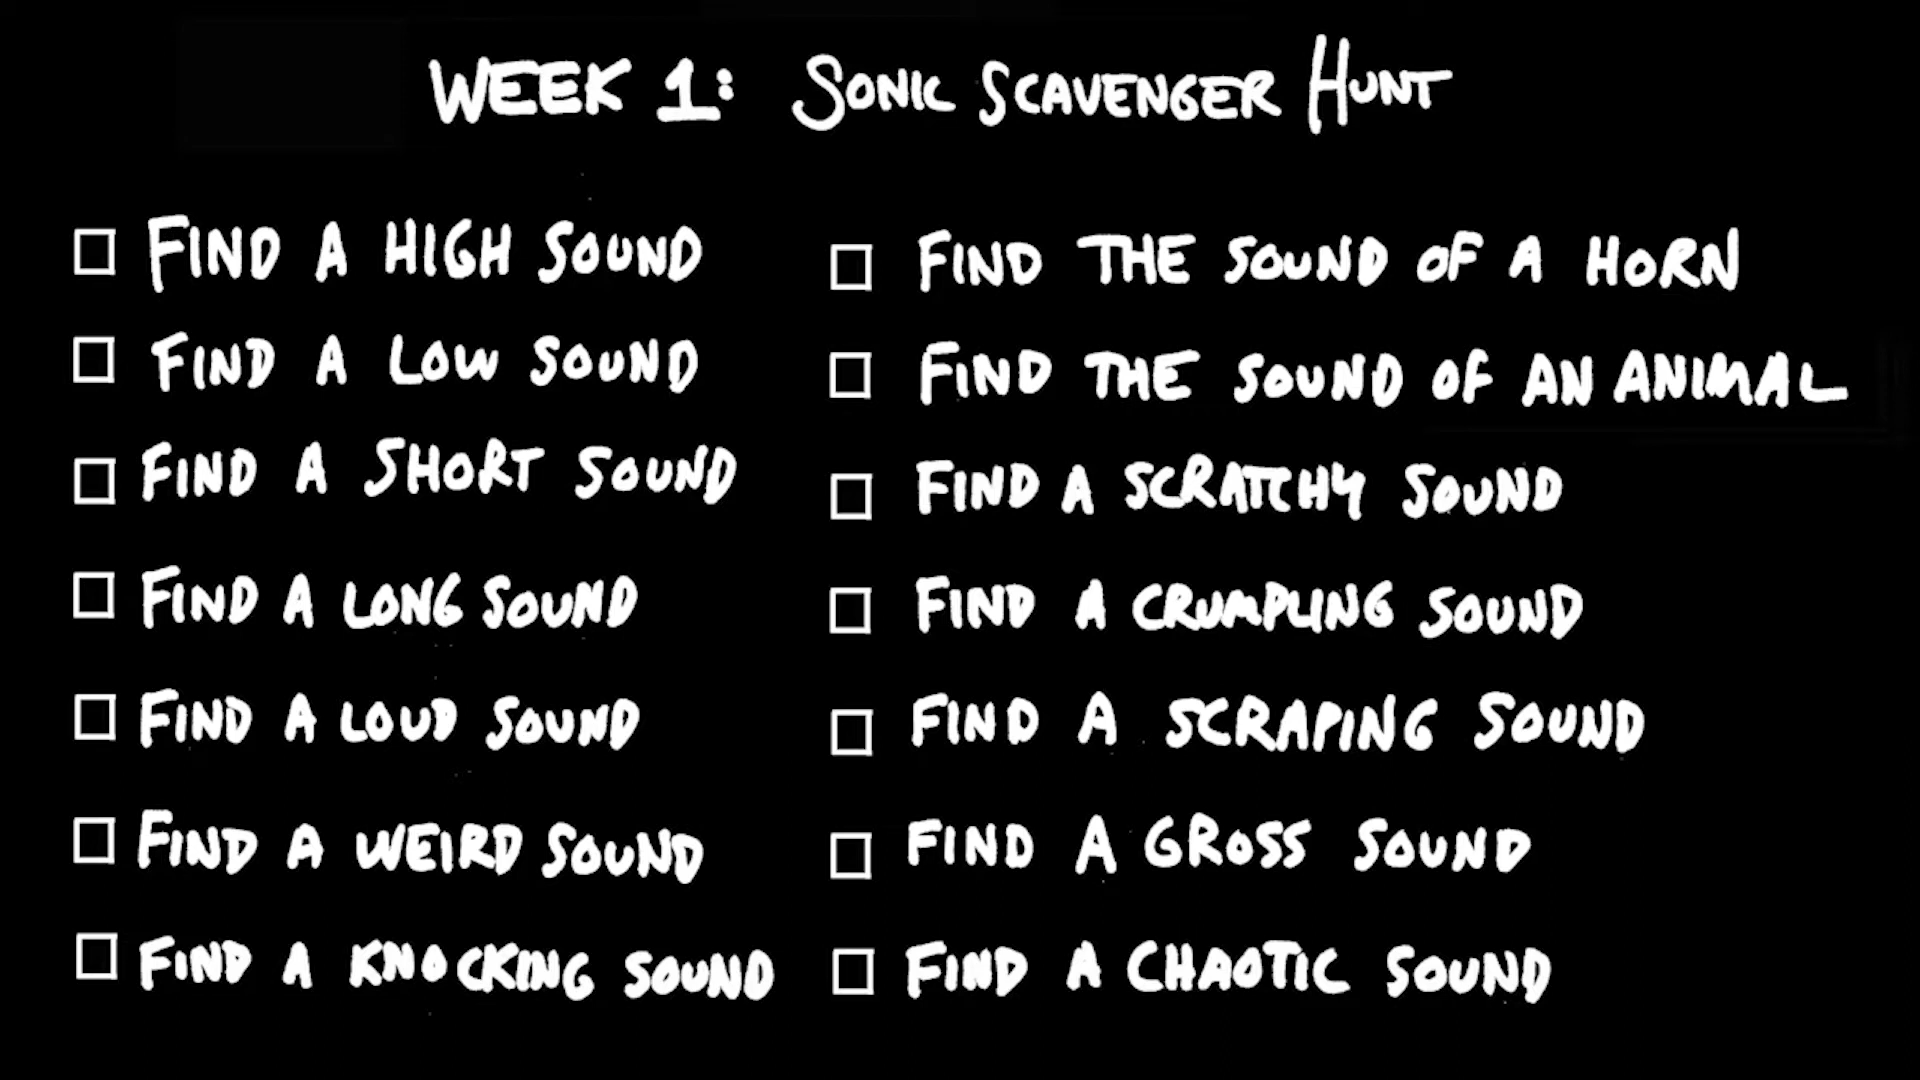 WEEK 1: SONIC SCAVENGER HUNT
☐ FIND A HIGH SOUND
☐ FIND A LOW SOUND
☐ FIND A SHORT SOUND
☐ FIND A LONG SOUND
☐ FIND A LOUD SOUND
☐ FIND A WEIRD SOUND
☐ FIND A KNOCKING SOUND
☐ FIND THE SOUND OF A HORN
☐ FIND THE SOUND OF AN ANIMAL
☐ FIND A SCRATCHY SOUND
☐ FIND A CRUMPLING SOUND
☐ FIND A SCRAPING SOUND
☐ FIND A GROSS SOUND
☐ FIND A CHAOTIC SOUND